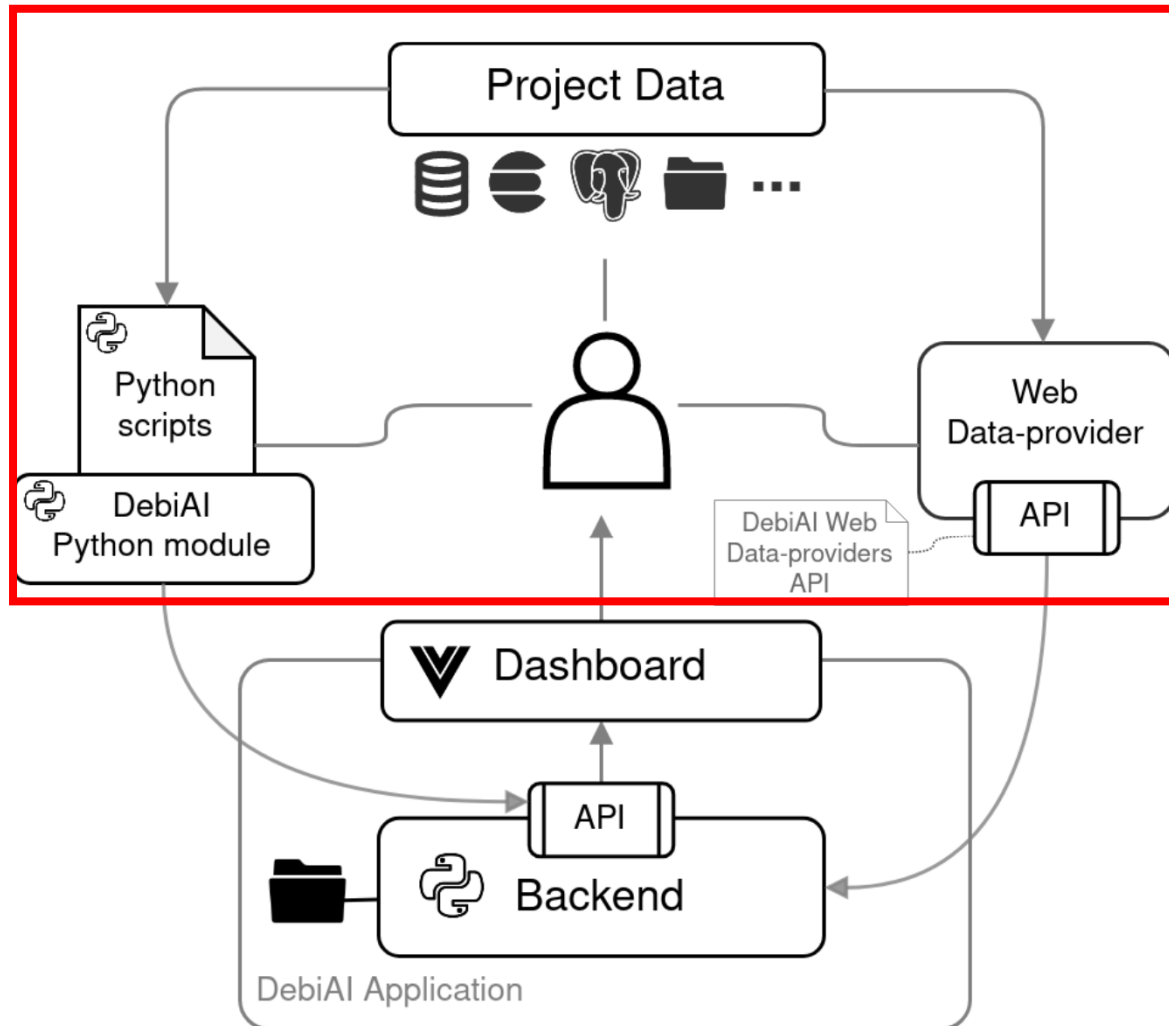 Project Data
Python
scripts
DebiAI
Python module
Web
Data-provider
API
DebiAI Web
Data-providers
API
Dashboard
API
Backend
DebiAI Application